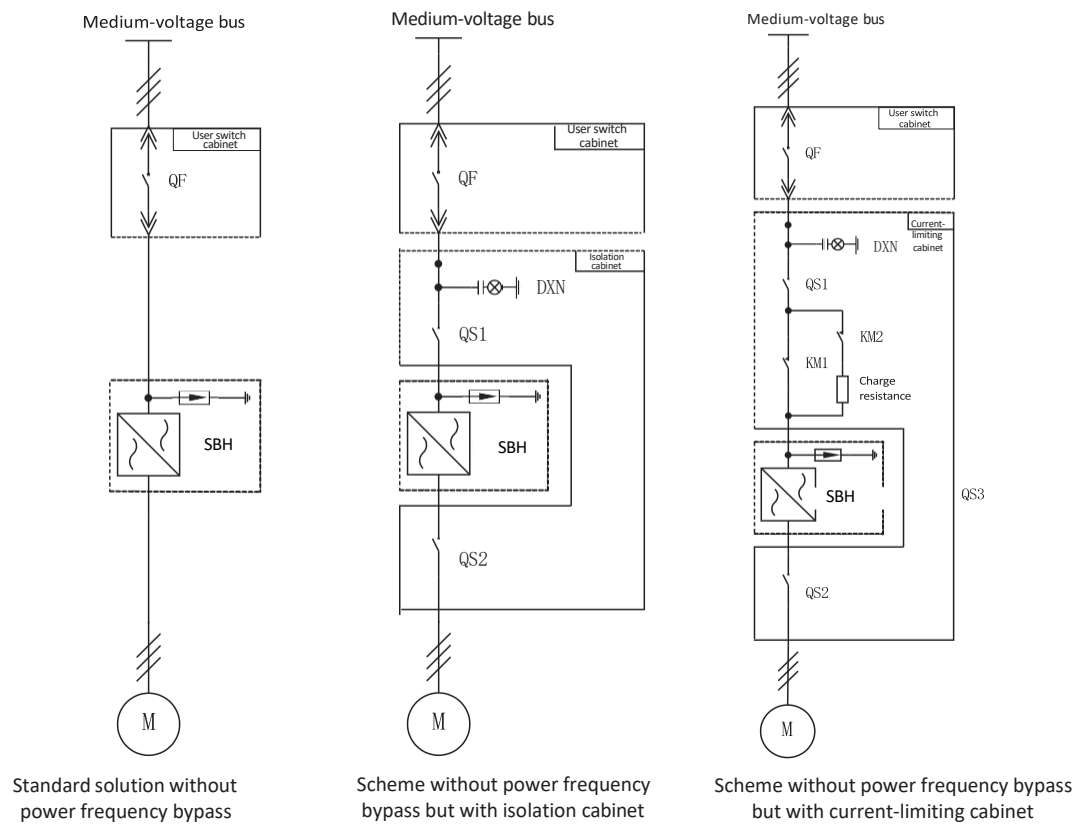 Medium-voltage bus
User switch
cabinet
QF
SBH
M
Standard solution without
power frequency bypass
Medium-voltage bus
User switch
cabinet
QF
Isolation
cabinet
DXN
QS1
SBH
QS2
M
Scheme without power frequency
bypass but with isolation cabinet
Medium-voltage bus
User switch
cabinet
QF
Current-
limiting
cabinet
DXN
QS1
KM2
KM1
Charge
resistance
SBH
QS3
QS2
M
Scheme without power frequency bypass
but with current-limiting cabinet